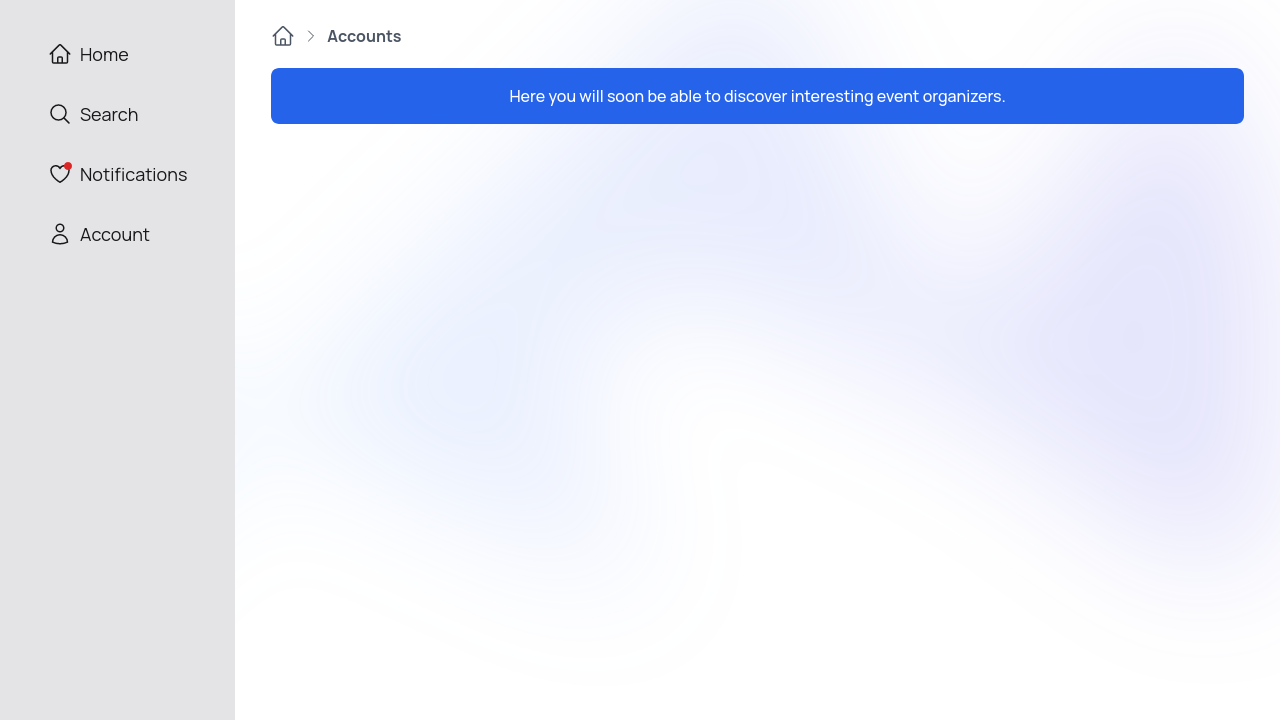 Home
Search
Notifications
Account
Accounts
Here you will soon be able to discover interesting event organizers.